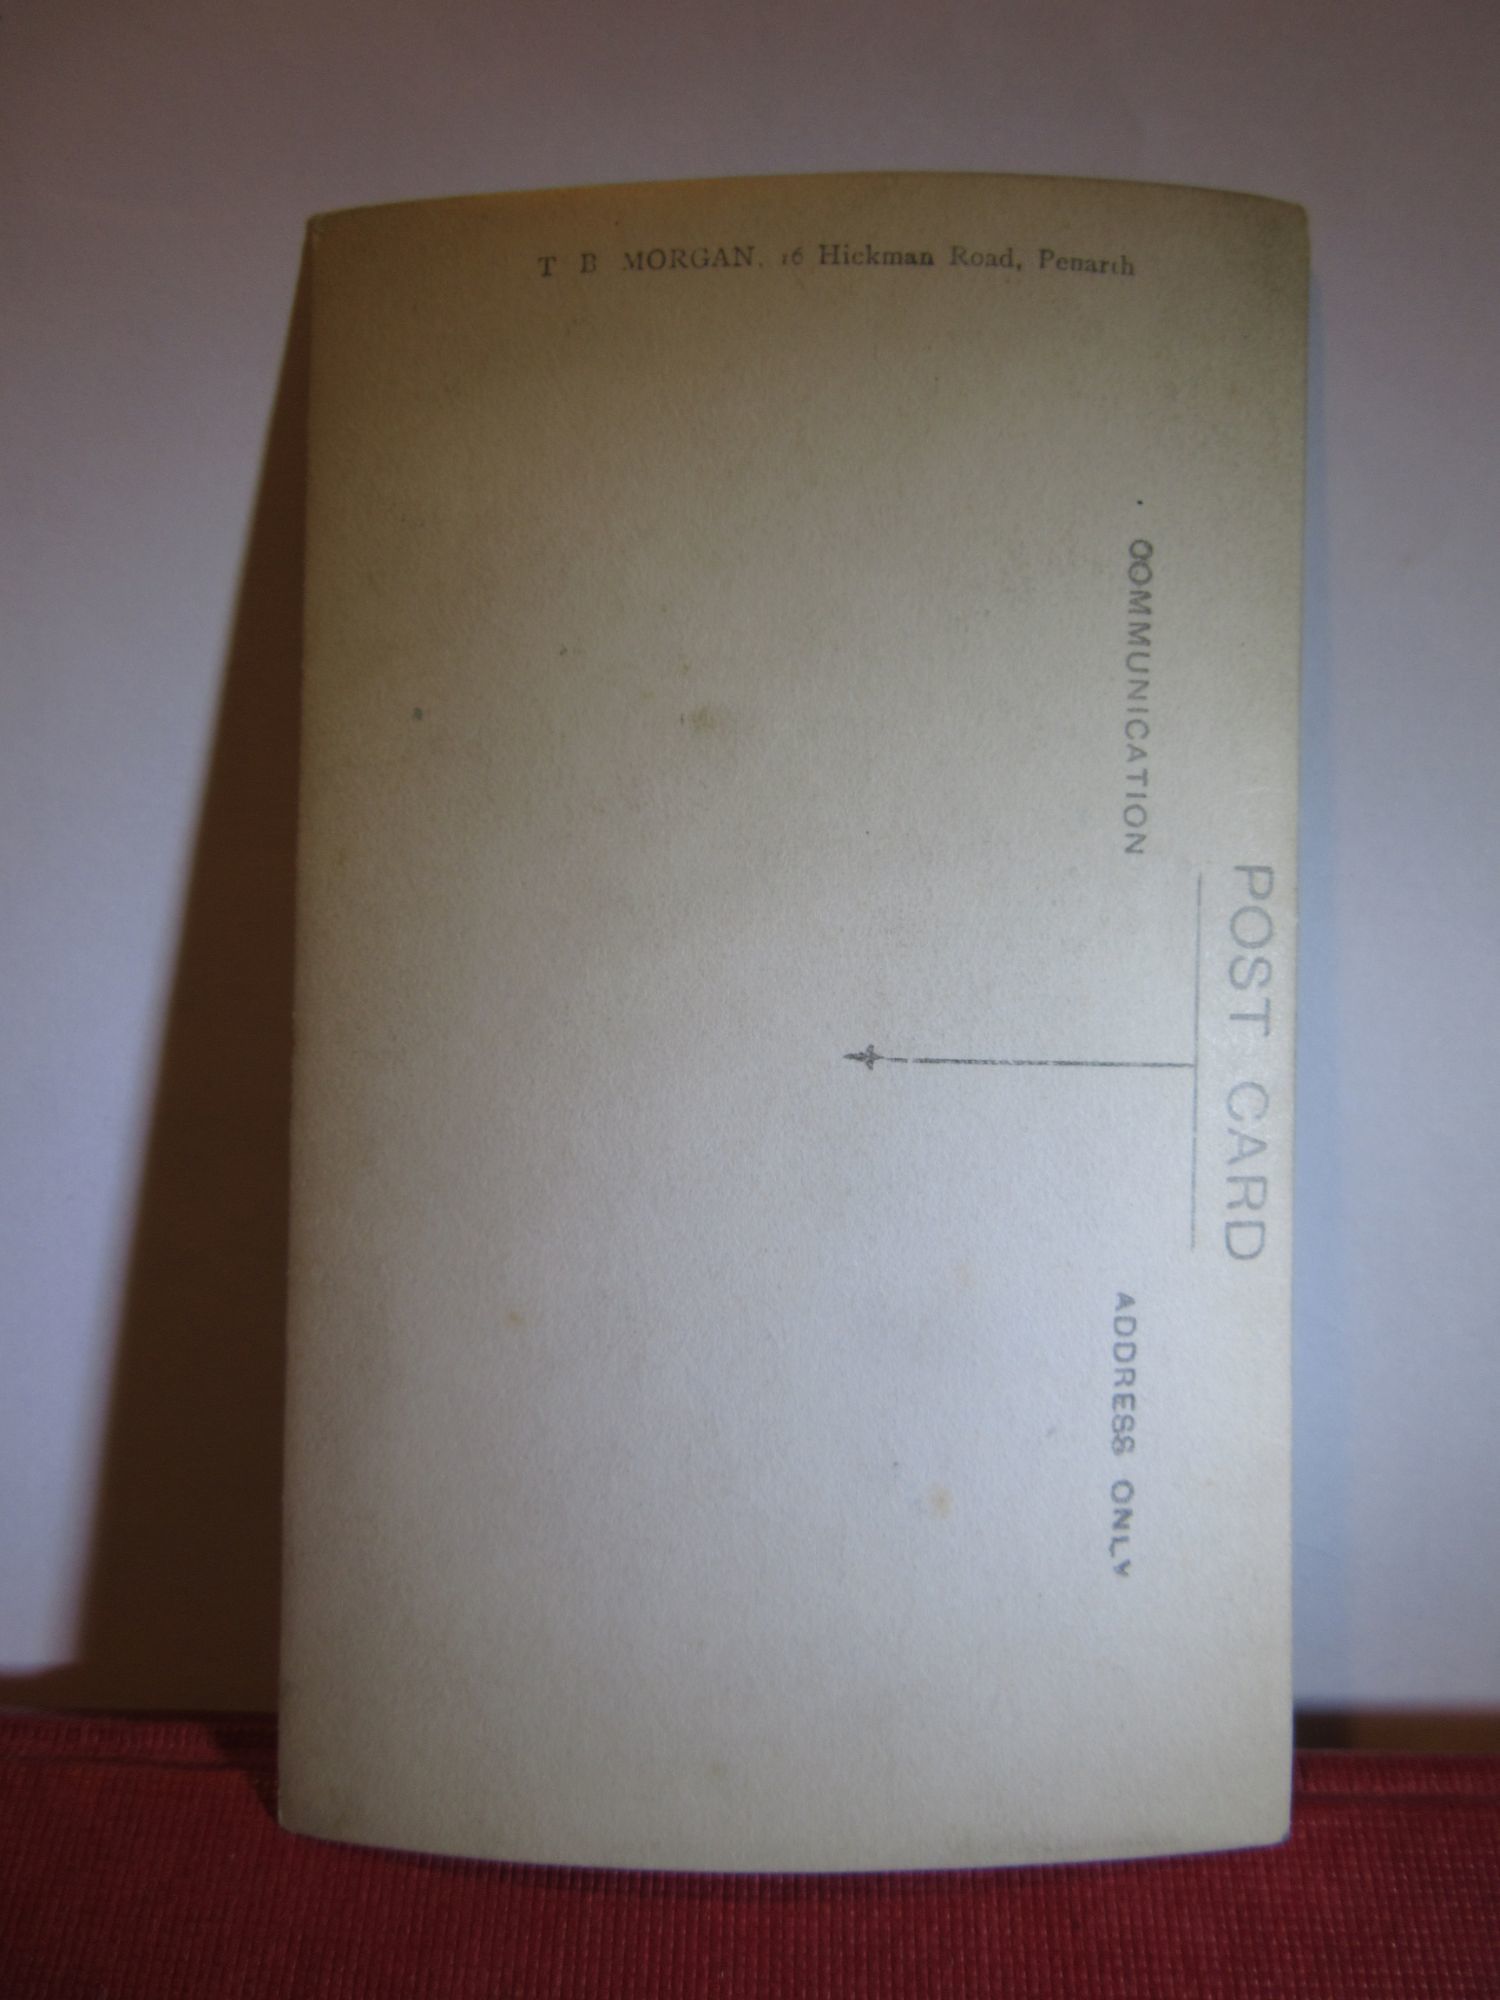 T B MORGAN. 16 Hickman Road, Penarth
POST CARD
COMMUNICATION
ADDRESS ONLY